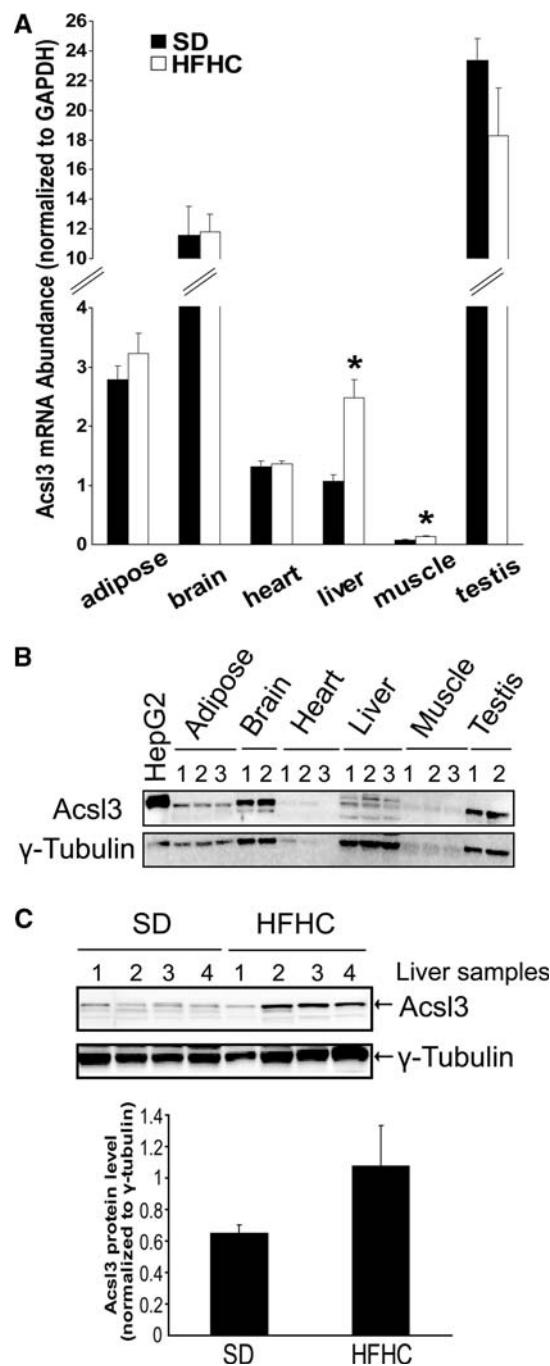 A
SD
HFHC
Acsl3 mRNA Abundance (normalized to GAPDH)
26
24
22
20
18
16
14
12
10
4
3
2
1
0
*
*
adipose
brain
heart
liver
muscle
testis
B
HepG2
Adipose
Brain
Heart
Liver
Muscle
Testis
1 2 3 1 2 1 2 3 1 2 3 1 2 3 1 2
Acsl3
γ-Tubulin
C
SD HFHC
1 2 3 4 1 2 3 4 Liver samples
←Acsl3
←γ-Tubulin
Acsl3 protein level
(normalized to γ-tubulin)
1.4
1.2
1
0.8
0.6
0.4
0.2
0
SD HFHC